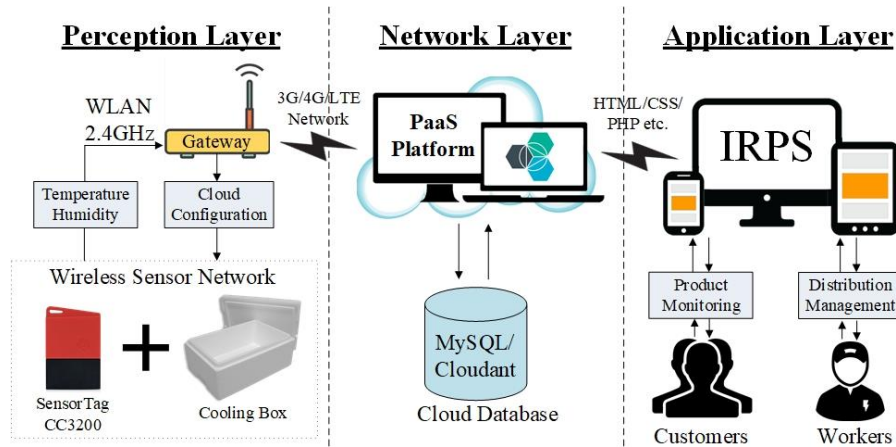 Perception Layer
Network Layer
Application Layer
WLAN
2.4GHz
Gateway
3G/4G/LTE
Network
PaaS
Platform
HTML/CSS/
PHP etc.
IRPS
Temperature
Humidity
Cloud
Configuration
Wireless Sensor Network
SensorTag
CC3200
Cooling Box
MySQL/
Cloudant
Cloud Database
Product
Monitoring
Distribution
Management
Customers
Workers